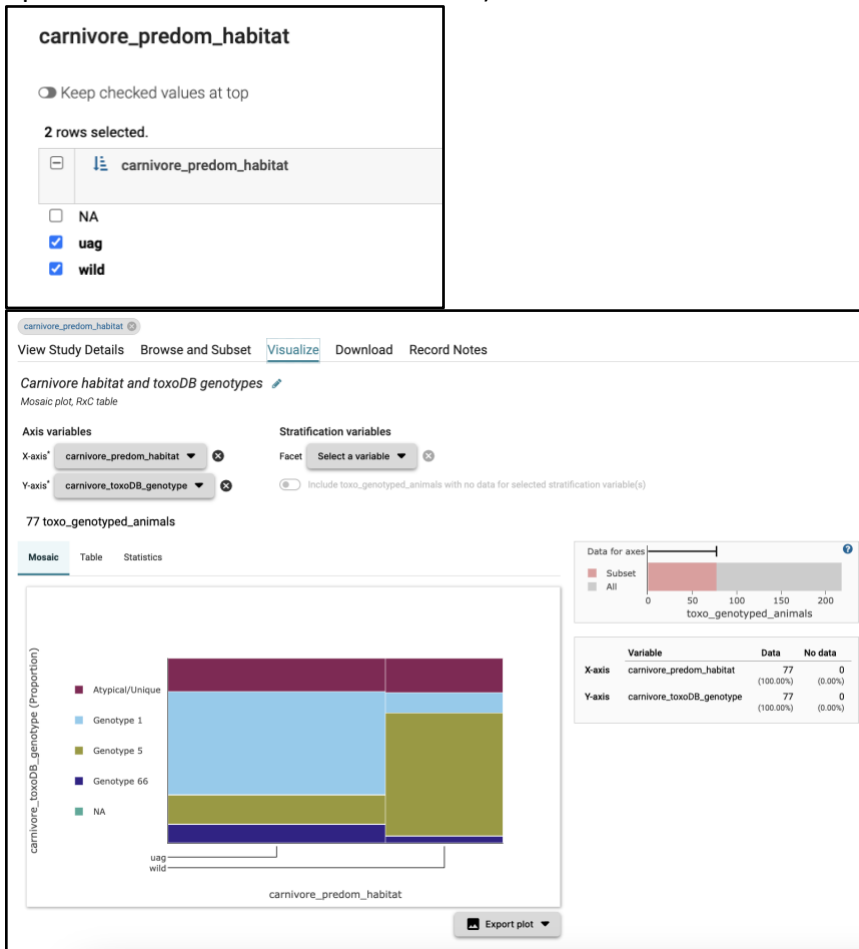 carnivore_predom_habitat
Keep checked values at top
2 rows selected.
carnivore_predom_habitat
NA
uag
wild
carnivore_predom_habitat
View Study Details Browse and Subset Visualize Download Record Notes
Carnivore habitat and toxoDB genotypes
Mosaic plot, RxC table
Axis variables Stratification variables
X-axis* carnivore_predom_habitat Facet Select a variable
Y-axis* carnivore_toxoDB_genotype Include toxo_genotyped_animals with no data for selected stratification variable(s)
77 toxo_genotyped_animals
Mosaic Table Statistics
Data for axes ?
Subset
All
0 50 100 150 200
toxo_genotyped_animals
Variable Data No data
X-axis carnivore_predom_habitat 77 0
(100.00%) (0.00%)
Y-axis carnivore_toxoDB_genotype 77 0
(100.00%) (0.00%)
carnivore_toxoDB_genotype (Proportion)
Atypical/Unique
Genotype 1
Genotype 5
Genotype 66
NA
uag
wild
carnivore_predom_habitat
Export plot